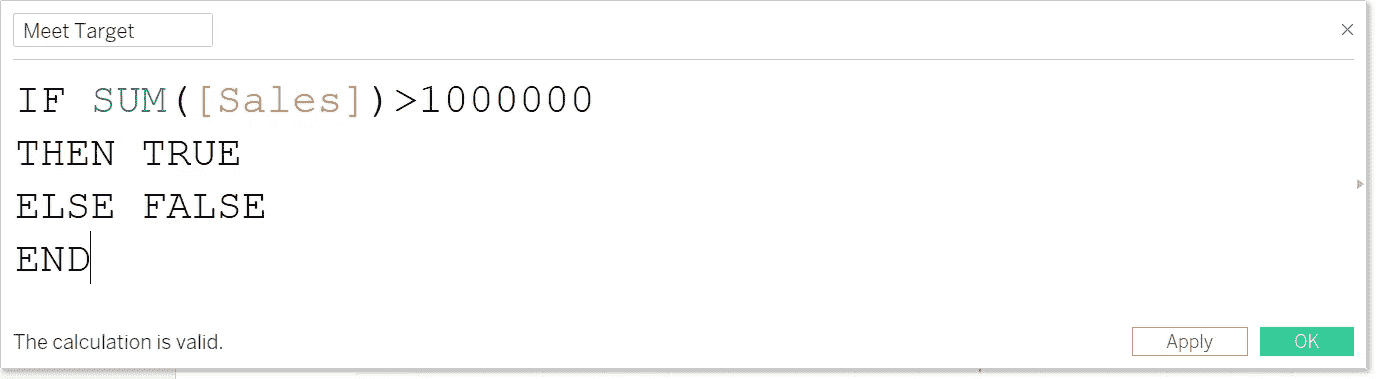 Meet Target
IF SUM([Sales])>1000000
THEN TRUE
ELSE FALSE
END
The calculation is valid.
Apply
OK